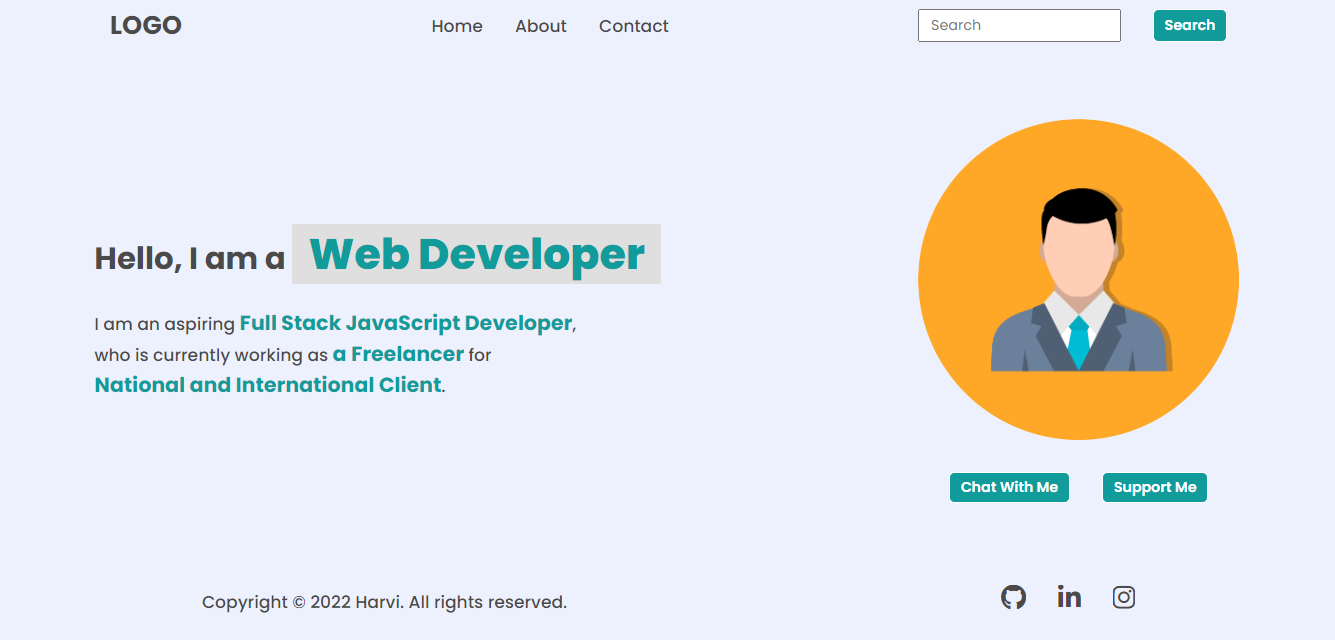 LOGO
Home About Contact
Search
Search
Hello, I am a Web Developer
I am an aspiring Full Stack JavaScript Developer,
who is currently working as a Freelancer for
National and International Client.
Chat With Me
Support Me
Copyright © 2022 Harvi. All rights reserved.
in